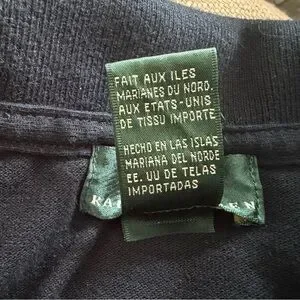 FAIT AUX ILES
MARIANES DU NORD.
AUX ETATS-UNIS
DE TISSU IMPORTE
HECHO EN LAS ISLAS
MARIANA DEL NORDE
EE. UU DE TELAS
IMPORTADAS